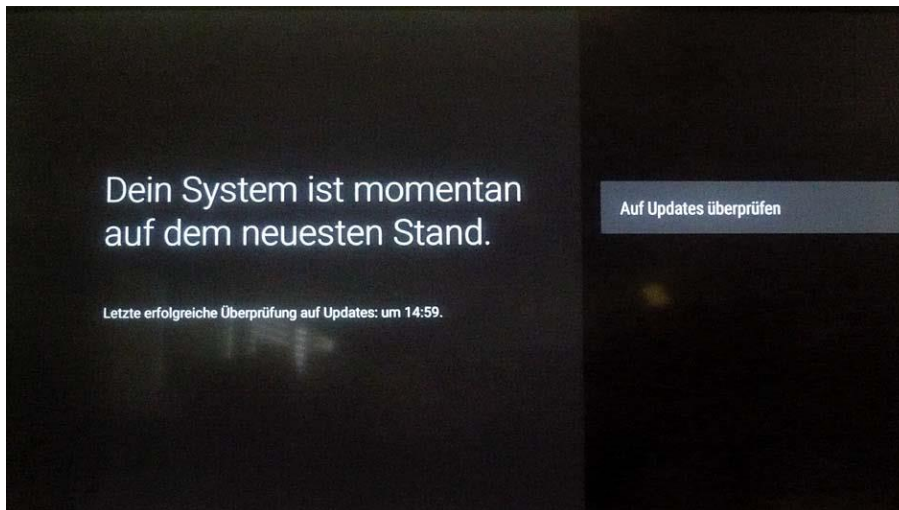 Dein System ist momentan
auf dem neuesten Stand.
Auf Updates überprüfen
Letzte erfolgreiche Überprüfung auf Updates: um 14:59.